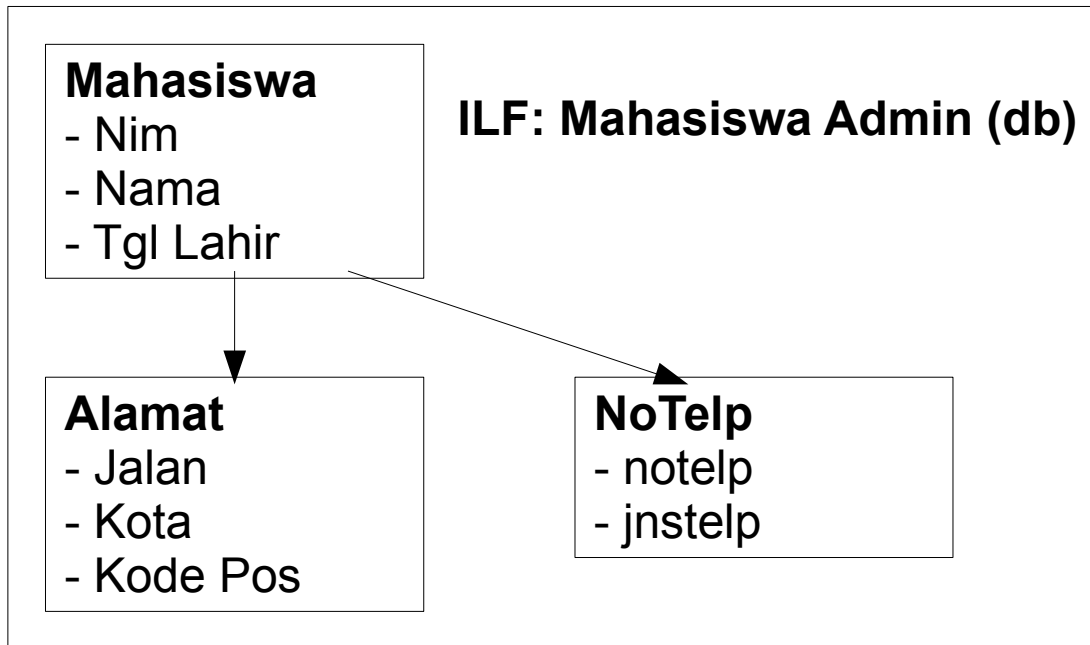 Mahasiswa
- Nim
- Nama
- Tgl Lahir
ILF: Mahasiswa Admin (db)
Alamat
- Jalan
- Kota
- Kode Pos
NoTelp
- notelp
- jnstelp